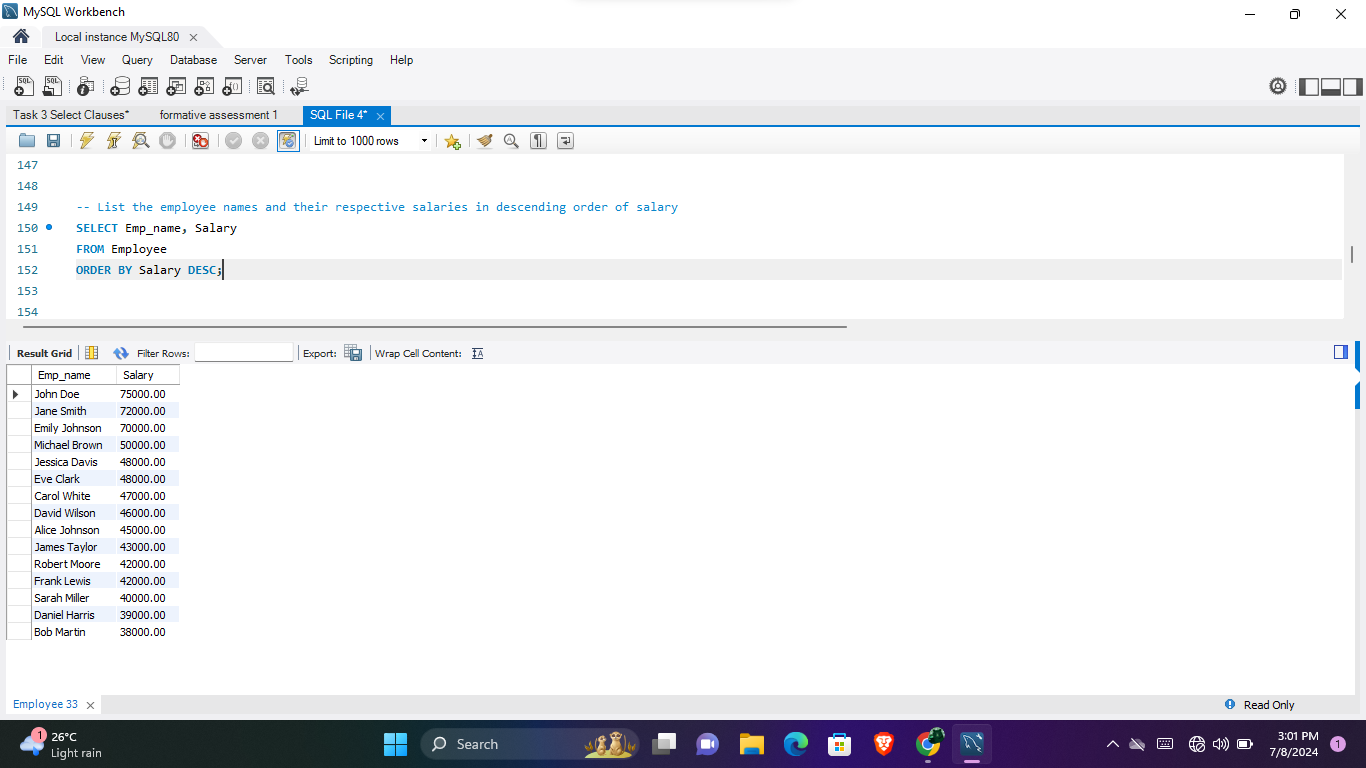 MySQL Workbench
Local instance MySQL80
File Edit View Query Database Server Tools Scripting Help
Task 3 Select Clauses* formative assessment 1 SQL File 4*
Limit to 1000 rows
147
148
149 -- List the employee names and their respective salaries in descending order of salary
150 SELECT Emp_name, Salary
151 FROM Employee
152 ORDER BY Salary DESC;
153
154
Result Grid Filter Rows: Export: Wrap Cell Content:
Emp_name Salary
John Doe 75000.00
Jane Smith 72000.00
Emily Johnson 70000.00
Michael Brown 50000.00
Jessica Davis 48000.00
Eve Clark 48000.00
Carol White 47000.00
David Wilson 46000.00
Alice Johnson 45000.00
James Taylor 43000.00
Robert Moore 42000.00
Frank Lewis 42000.00
Sarah Miller 40000.00
Daniel Harris 39000.00
Bob Martin 38000.00
Employee 33 Read Only
1 26°C
Light rain
Search
3:01 PM
7/8/2024
1